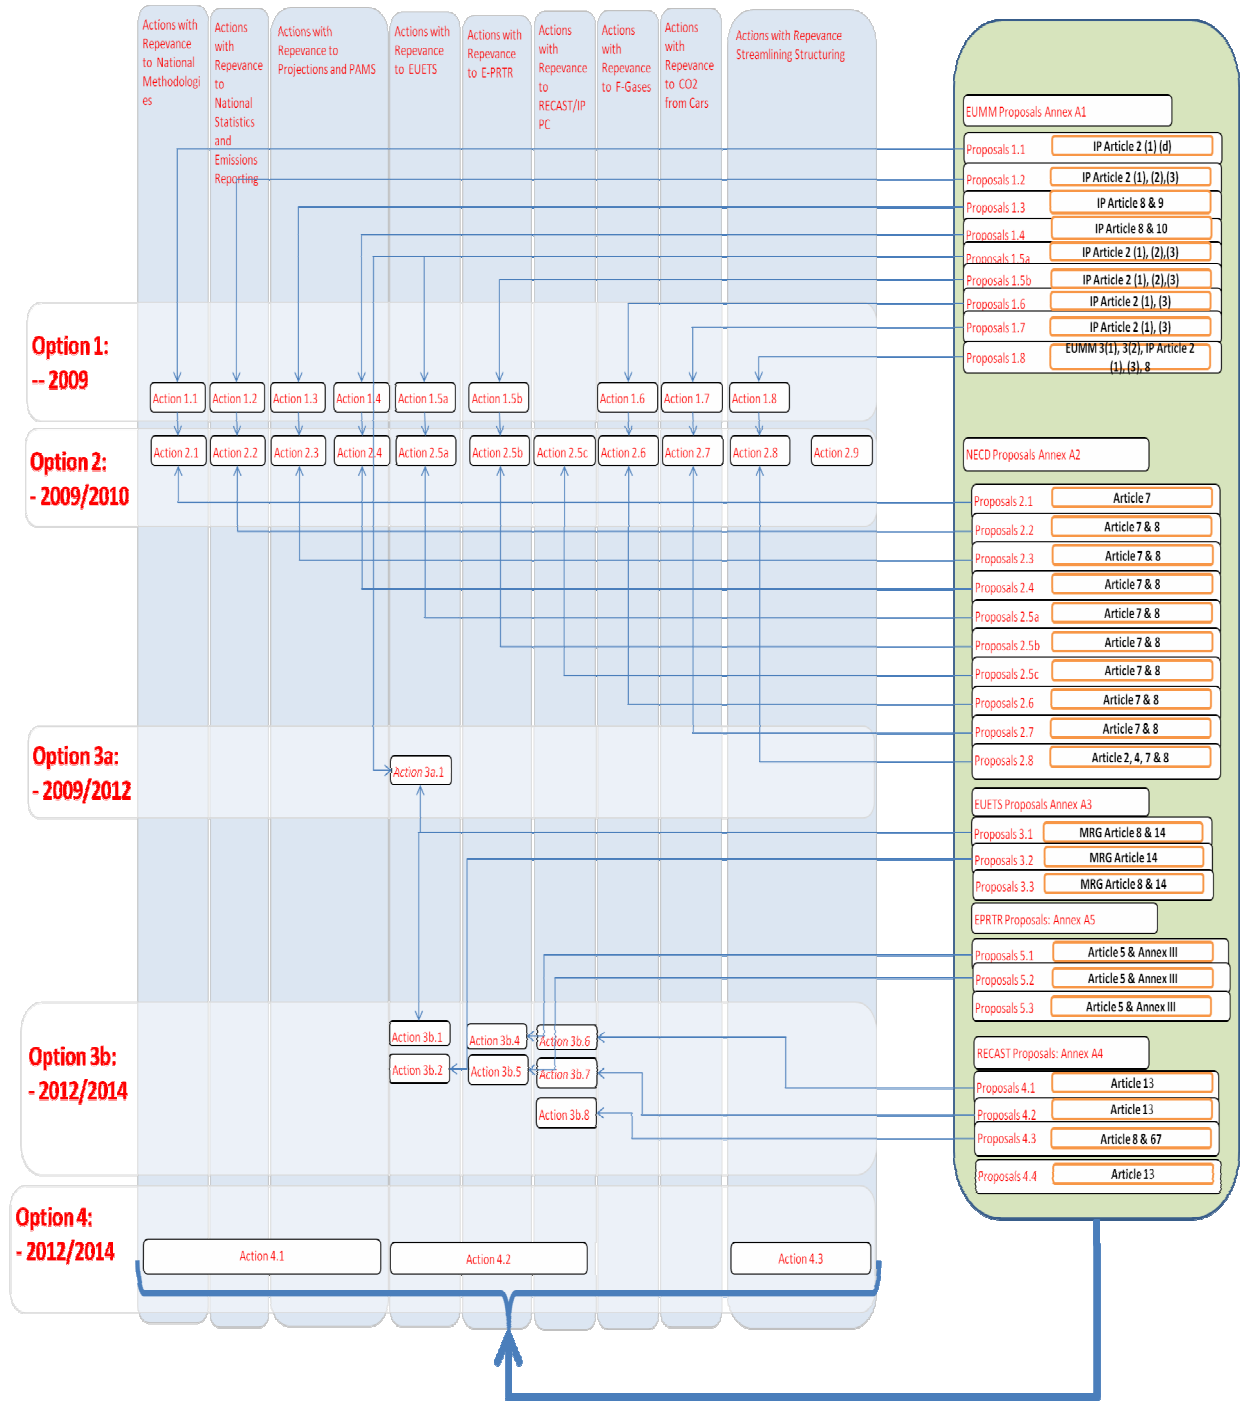 Actions with
Repevance
to National
Methodologi
es
Actions
with
Repevance
to
National
Statistics
and
Emissions
Reporting
Actions with
Repevance to
Projections and PAMS
Actions with
Repevance
to EUETS
Actions with
Repevance
to E-PRTR
Actions
with
Repevance
to
RECAST/IP
PC
Actions
with
Repevance
to F-Gases
Actions
with
Repevance
to CO2
from Cars
Actions with Repevance
Streamlining Structuring
EUMM Proposals Annex A1
Proposals 1.1
IP Article 2 (1) (d)
Proposals 1.2
IP Article 2 (1), (2),(3)
Proposals 1.3
IP Article 8 & 9
Proposals 1.4
IP Article 8 & 10
Proposals 1.5a
IP Article 2 (1), (2),(3)
Proposals 1.5b
IP Article 2 (1), (2),(3)
Proposals 1.6
IP Article 2 (1), (3)
Proposals 1.7
IP Article 2 (1), (3)
Proposals 1.8
EUMM 3(1), 3(2), IP Article 2
(1), (3), 8
Option 1:
-- 2009
Action 1.1
Action 1.2
Action 1.3
Action 1.4
Action 1.5a
Action 1.5b
Action 1.6
Action 1.7
Action 1.8
Option 2:
- 2009/2010
Action 2.1
Action 2.2
Action 2.3
Action 2.4
Action 2.5a
Action 2.5b
Action 2.5c
Action 2.6
Action 2.7
Action 2.8
Action 2.9
NECD Proposals Annex A2
Proposals 2.1
Article 7
Proposals 2.2
Article 7 & 8
Proposals 2.3
Article 7 & 8
Proposals 2.4
Article 7 & 8
Proposals 2.5a
Article 7 & 8
Proposals 2.5b
Article 7 & 8
Proposals 2.5c
Article 7 & 8
Proposals 2.6
Article 7 & 8
Proposals 2.7
Article 7 & 8
Proposals 2.8
Article 2, 4, 7 & 8
Option 3a:
- 2009/2012
Action 3a.1
EUETS Proposals Annex A3
Proposals 3.1
MRG Article 8 & 14
Proposals 3.2
MRG Article 14
Proposals 3.3
MRG Article 8 & 14
EPRTR Proposals: Annex A5
Proposals 5.1
Article 5 & Annex III
Proposals 5.2
Article 5 & Annex III
Proposals 5.3
Article 5 & Annex III
Option 3b:
- 2012/2014
Action 3b.1
Action 3b.4
Action 3b.6
Action 3b.2
Action 3b.5
Action 3b.7
Action 3b.8
RECAST Proposals: Annex A4
Proposals 4.1
Article 13
Proposals 4.2
Article 13
Proposals 4.3
Article 8 & 67
Proposals 4.4
Article 13
Option 4:
- 2012/2014
Action 4.1
Action 4.2
Action 4.3